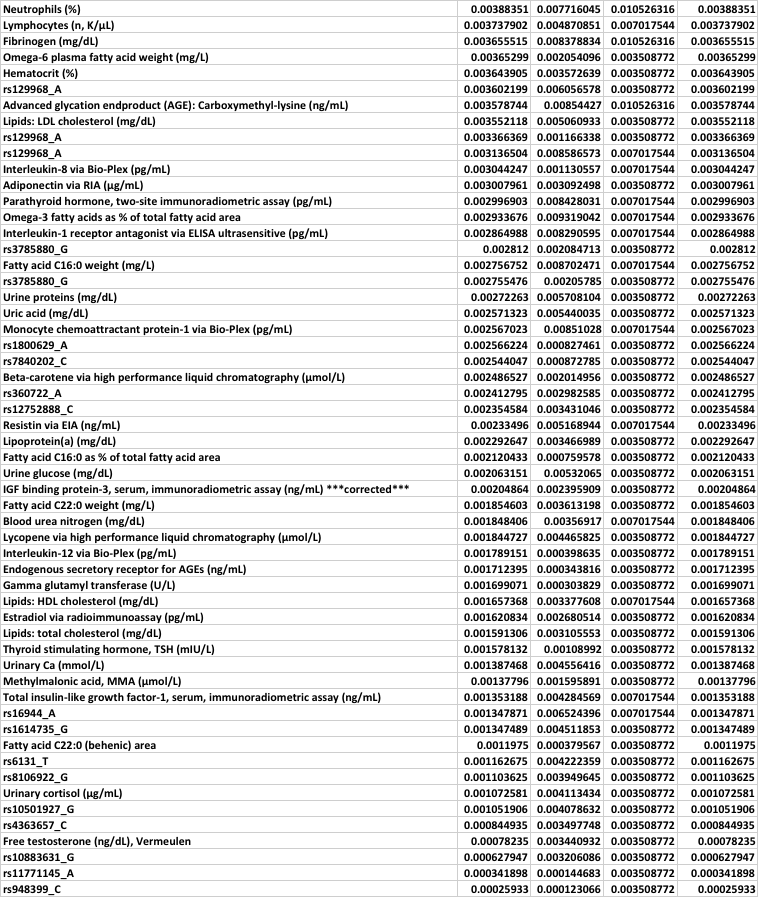 Neutrophils (%) 0.00388351 0.007716045 0.010526316 0.00388351
Lymphocytes (n, K/µL) 0.003737902 0.004870851 0.007017544 0.003737902
Fibrinogen (mg/dL) 0.003655515 0.008378834 0.010526316 0.003655515
Omega-6 plasma fatty acid weight (mg/L) 0.00365299 0.002054096 0.003508772 0.00365299
Hematocrit (%) 0.003643905 0.003572639 0.003508772 0.003643905
rs129968_A 0.003602199 0.006056578 0.003508772 0.003602199
Advanced glycation endproduct (AGE): Carboxymethyl-lysine (ng/mL) 0.003578744 0.00854427 0.010526316 0.003578744
Lipids: LDL cholesterol (mg/dL) 0.003552118 0.005060933 0.003508772 0.003552118
rs129968_A 0.003366369 0.001166338 0.003508772 0.003366369
rs129968_A 0.003136504 0.008586573 0.007017544 0.003136504
Interleukin-8 via Bio-Plex (pg/mL) 0.003044247 0.001130557 0.003508772 0.003044247
Adiponectin via RIA (µg/mL) 0.003007961 0.003092498 0.003508772 0.003007961
Parathyroid hormone, two-site immunoradiometric assay (pg/mL) 0.002996903 0.008428031 0.007017544 0.002996903
Omega-3 fatty acids as % of total fatty acid area 0.002933676 0.009319042 0.007017544 0.002933676
Interleukin-1 receptor antagonist via ELISA ultrasensitive (pg/mL) 0.002864988 0.008290595 0.007017544 0.002864988
rs3785880_G 0.002812 0.002084713 0.003508772 0.002812
Fatty acid C16:0 weight (mg/L) 0.002756752 0.008702471 0.007017544 0.002756752
rs3785880_G 0.002755476 0.00205785 0.003508772 0.002755476
Urine proteins (mg/dL) 0.00272263 0.005708104 0.003508772 0.00272263
Uric acid (mg/dL) 0.002571323 0.005440035 0.003508772 0.002571323
Monocyte chemoattractant protein-1 via Bio-Plex (pg/mL) 0.002567023 0.00851028 0.007017544 0.002567023
rs1800629_A 0.002566224 0.000827461 0.003508772 0.002566224
rs7840202_C 0.002544047 0.000872785 0.003508772 0.002544047
Beta-carotene via high performance liquid chromatography (µmol/L) 0.002486527 0.002014956 0.003508772 0.002486527
rs360722_A 0.002412795 0.002982585 0.003508772 0.002412795
rs12752888_C 0.002354584 0.003431046 0.003508772 0.002354584
Resistin via EIA (ng/mL) 0.00233496 0.005168944 0.007017544 0.00233496
Lipoprotein(a) (mg/dL) 0.002292647 0.003466989 0.003508772 0.002292647
Fatty acid C16:0 as % of total fatty acid area 0.002120433 0.000759578 0.003508772 0.002120433
Urine glucose (mg/dL) 0.002063151 0.00532065 0.003508772 0.002063151
IGF binding protein-3, serum, immunoradiometric assay (ng/mL) ***corrected*** 0.00204864 0.002395909 0.003508772 0.00204864
Fatty acid C22:0 weight (mg/L) 0.001854603 0.003613198 0.003508772 0.001854603
Blood urea nitrogen (mg/dL) 0.001848406 0.00356917 0.007017544 0.001848406
Lycopene via high performance liquid chromatography (µmol/L) 0.001844727 0.004465825 0.003508772 0.001844727
Interleukin-12 via Bio-Plex (pg/mL) 0.001789151 0.000398635 0.003508772 0.001789151
Endogenous secretory receptor for AGEs (ng/mL) 0.001712395 0.000343816 0.003508772 0.001712395
Gamma glutamyl transferase (U/L) 0.001699071 0.000303829 0.003508772 0.001699071
Lipids: HDL cholesterol (mg/dL) 0.001657368 0.003377608 0.007017544 0.001657368
Estradiol via radioimmunoassay (pg/mL) 0.001620834 0.002680514 0.003508772 0.001620834
Lipids: total cholesterol (mg/dL) 0.001591306 0.003105553 0.003508772 0.001591306
Thyroid stimulating hormone, TSH (mIU/L) 0.001578132 0.00108992 0.003508772 0.001578132
Urinary Ca (mmol/L) 0.001387468 0.004556416 0.003508772 0.001387468
Methylmalonic acid, MMA (µmol/L) 0.00137796 0.001595891 0.003508772 0.00137796
Total insulin-like growth factor-1, serum, immunoradiometric assay (ng/mL) 0.001353188 0.004284569 0.007017544 0.001353188
rs16944_A 0.001347871 0.006524396 0.007017544 0.001347871
rs1614735_G 0.001347489 0.004511853 0.003508772 0.001347489
Fatty acid C22:0 (behenic) area 0.0011975 0.000379567 0.003508772 0.0011975
rs6131_T 0.001162675 0.004222359 0.003508772 0.001162675
rs8106922_G 0.001103625 0.003949645 0.003508772 0.001103625
Urinary cortisol (µg/mL) 0.001072581 0.004113434 0.003508772 0.001072581
rs10501927_G 0.001051906 0.004078632 0.003508772 0.001051906
rs4363657_C 0.000844935 0.003497748 0.003508772 0.000844935
Free testosterone (ng/dL), Vermeulen 0.00078235 0.003440932 0.003508772 0.00078235
rs10883631_G 0.000627947 0.003206086 0.003508772 0.000627947
rs11771145_A 0.000341898 0.000144683 0.003508772 0.000341898
rs948399_C 0.00025933 0.000123066 0.003508772 0.00025933